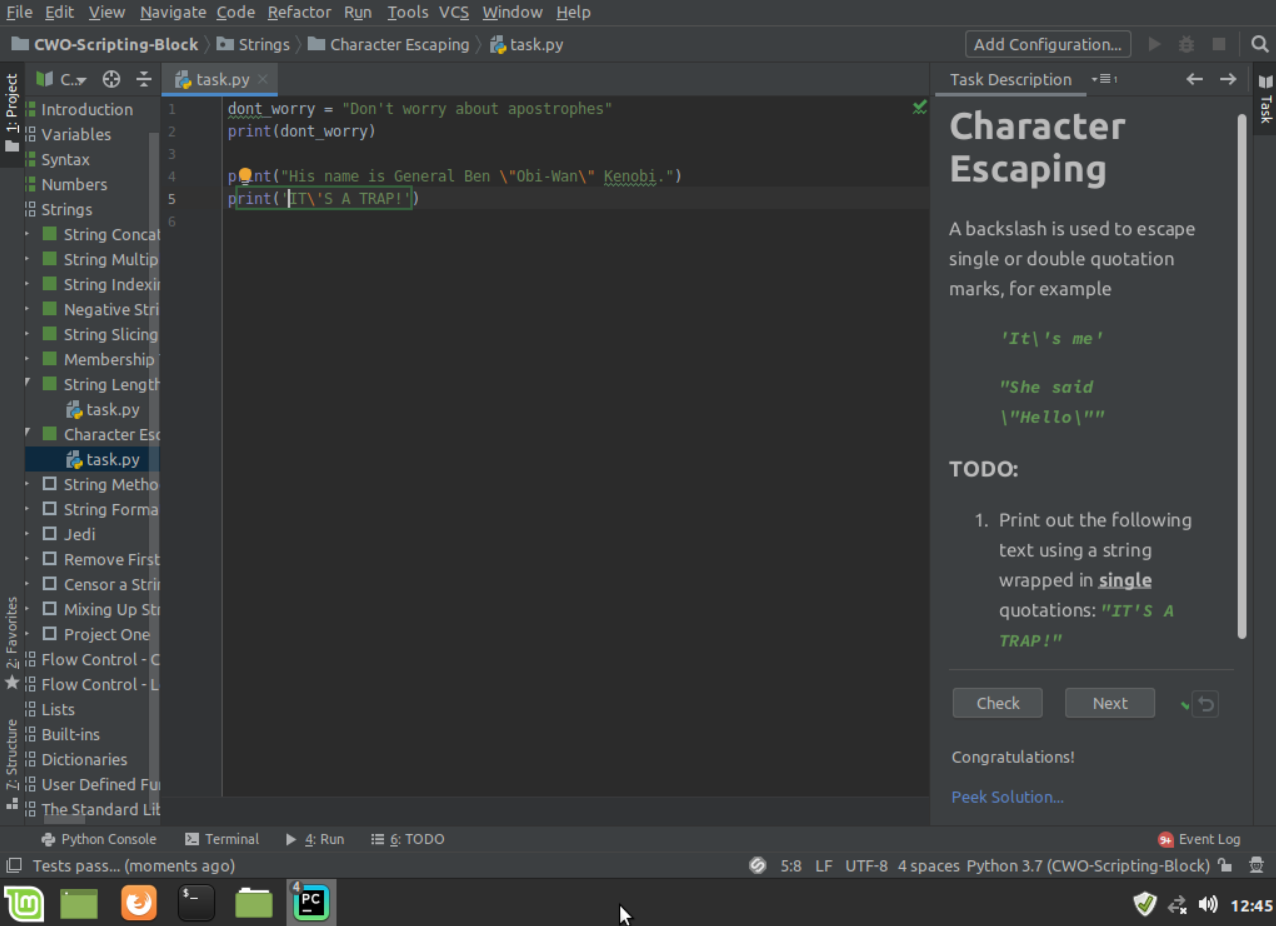 File Edit View Navigate Code Refactor Run Tools VCS Window Help
CWO-Scripting-Block Strings Character Escaping task.py Add Configuration...
1: Project
C..
task.py
Introduction
Variables
Syntax
Numbers
Strings
String Concat
String Multip
String Indexin
Negative Stri
String Slicing
Membership
String Length
task.py
Character Esc
task.py
String Metho
String Forma
Jedi
Remove First
Censor a Strin
Mixing Up Str
Project One
Flow Control - C
Flow Control - L
Lists
Built-ins
Dictionaries
User Defined Fun
The Standard Lib
2: Favorites
7: Structure
1 dont_worry = "Don't worry about apostrophes"
2 print(dont_worry)
3
4 print("His name is General Ben \"Obi-Wan\" Kenobi.")
5 print('IT\'S A TRAP!')
6
Task Description 1
Task
Character
Escaping
A backslash is used to escape
single or double quotation
marks, for example
'It\'s me'
"She said
\"Hello\""
TODO:
1. Print out the following
text using a string
wrapped in single
quotations: "IT'S A
TRAP!"
Check Next
Congratulations!
Peek Solution...
Python Console Terminal 4: Run 6: TODO 9+ Event Log
Tests pass... (moments ago) 5:8 LF UTF-8 4 spaces Python 3.7 (CWO-Scripting-Block)
$_ 4 PC 12:45